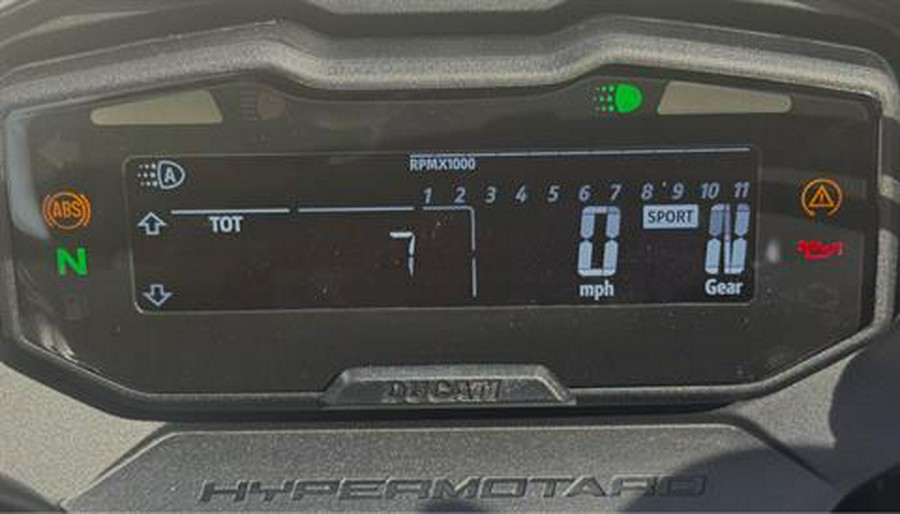 A
RPMX1000
1 2 3 4 5 6 7 8 9 10 11
ABS
TOT
SPORT
7 0 N
N
mph Gear
DUCATI
HYPERMOTARD